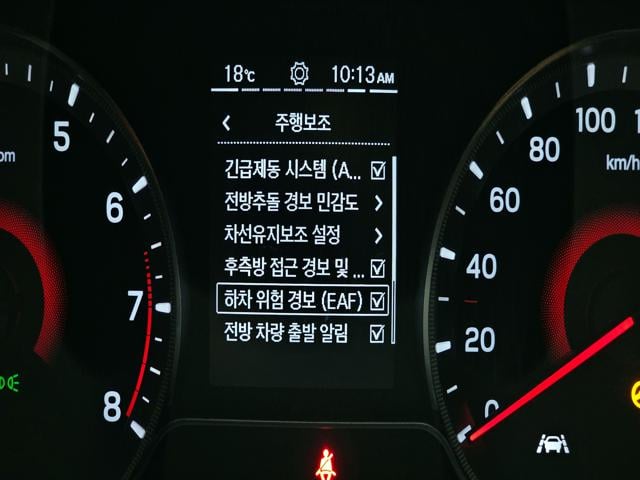 18℃ 10:13AM
주행보조
긴급제동 시스템 (A...
전방추돌 경보 민감도
차선유지보조 설정
후측방 접근 경보 및 ...
하차 위험 경보 (EAF)
전방 차량 출발 알림
5
6
7
8
0
20
40
60
80
100
km/h